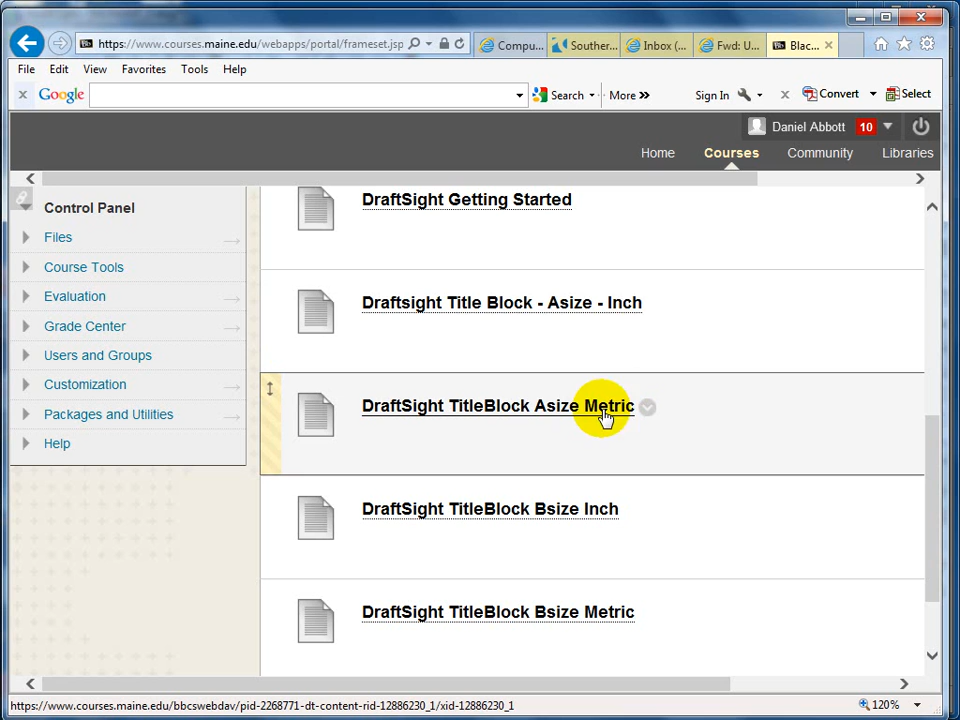 https://www.courses.maine.edu/webapps/portal/frameset.jsp
Compu...
Souther...
Inbox (...
Fwd: U...
Blac...
File Edit View Favorites Tools Help
Google
Search
More »
Sign In
Convert
Select
Daniel Abbott 10
Home Courses Community Libraries
Control Panel
Files
Course Tools
Evaluation
Grade Center
Users and Groups
Customization
Packages and Utilities
Help
DraftSight Getting Started
Draftsight Title Block - Asize - Inch
DraftSight TitleBlock Asize Metric
DraftSight TitleBlock Bsize Inch
DraftSight TitleBlock Bsize Metric
https://www.courses.maine.edu/bbcswebdav/pid-2268771-dt-content-rid-12886230_1/xid-12886230_1
120%